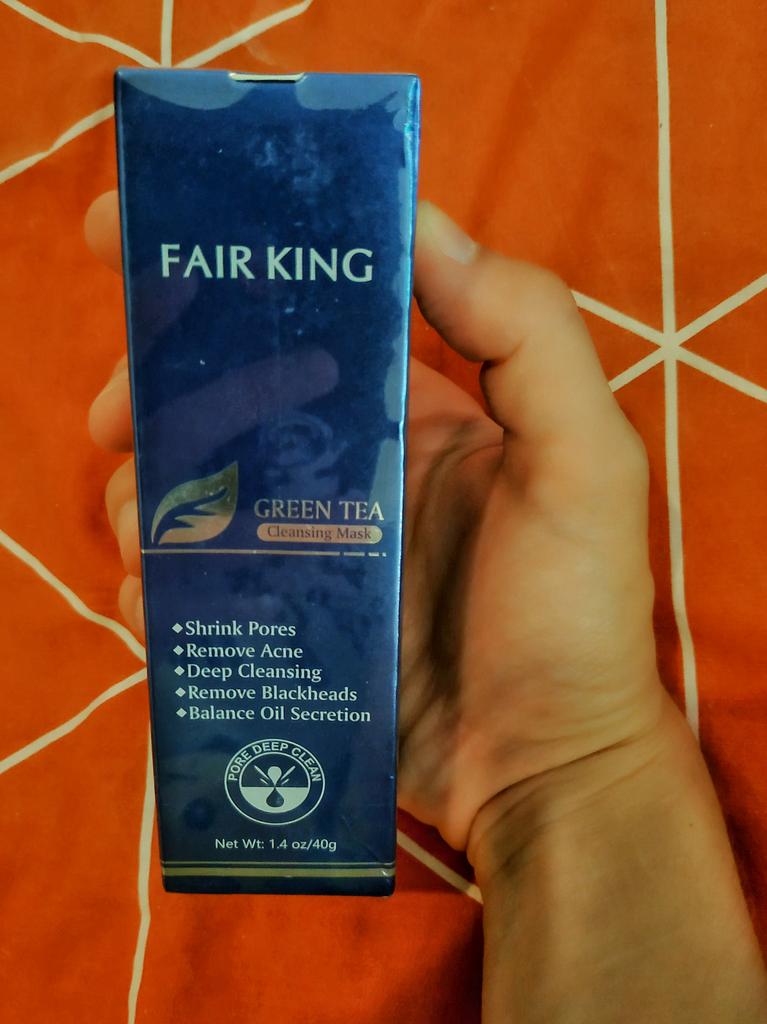 FAIR KING
GREEN TEA
Cleansing Mask
◆Shrink Pores
◆Remove Acne
◆Deep Cleansing
◆Remove Blackheads
◆Balance Oil Secretion
PORE DEEP CLEAN
Net Wt: 1.4 oz/40g